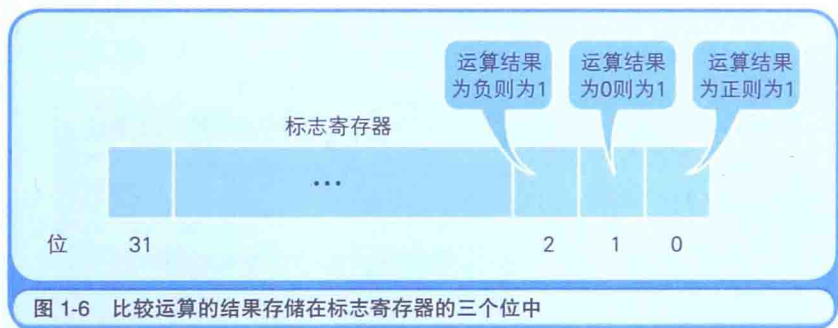 运算结果
为负则为1
运算结果
为0则为1
运算结果
为正则为1
标志寄存器
...
位 31 2 1 0
图 1-6 比较运算的结果存储在标志寄存器的三个位中